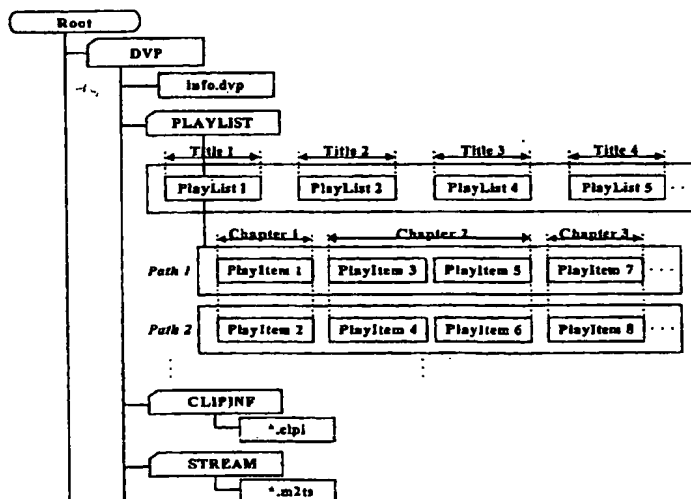 Root
DVP
info.dvp
PLAYLIST
Title 1 Title 2 Title 3 Title 4
PlayList 1 PlayList 2 PlayList 4 PlayList 5 ...
Chapter 1 Chapter 2 Chapter 3
Path 1 PlayItem 1 PlayItem 3 PlayItem 5 PlayItem 7 ...
Path 2 PlayItem 2 PlayItem 4 PlayItem 6 PlayItem 8 ...
CLIPINF
*.clpi
STREAM
*.m2ts